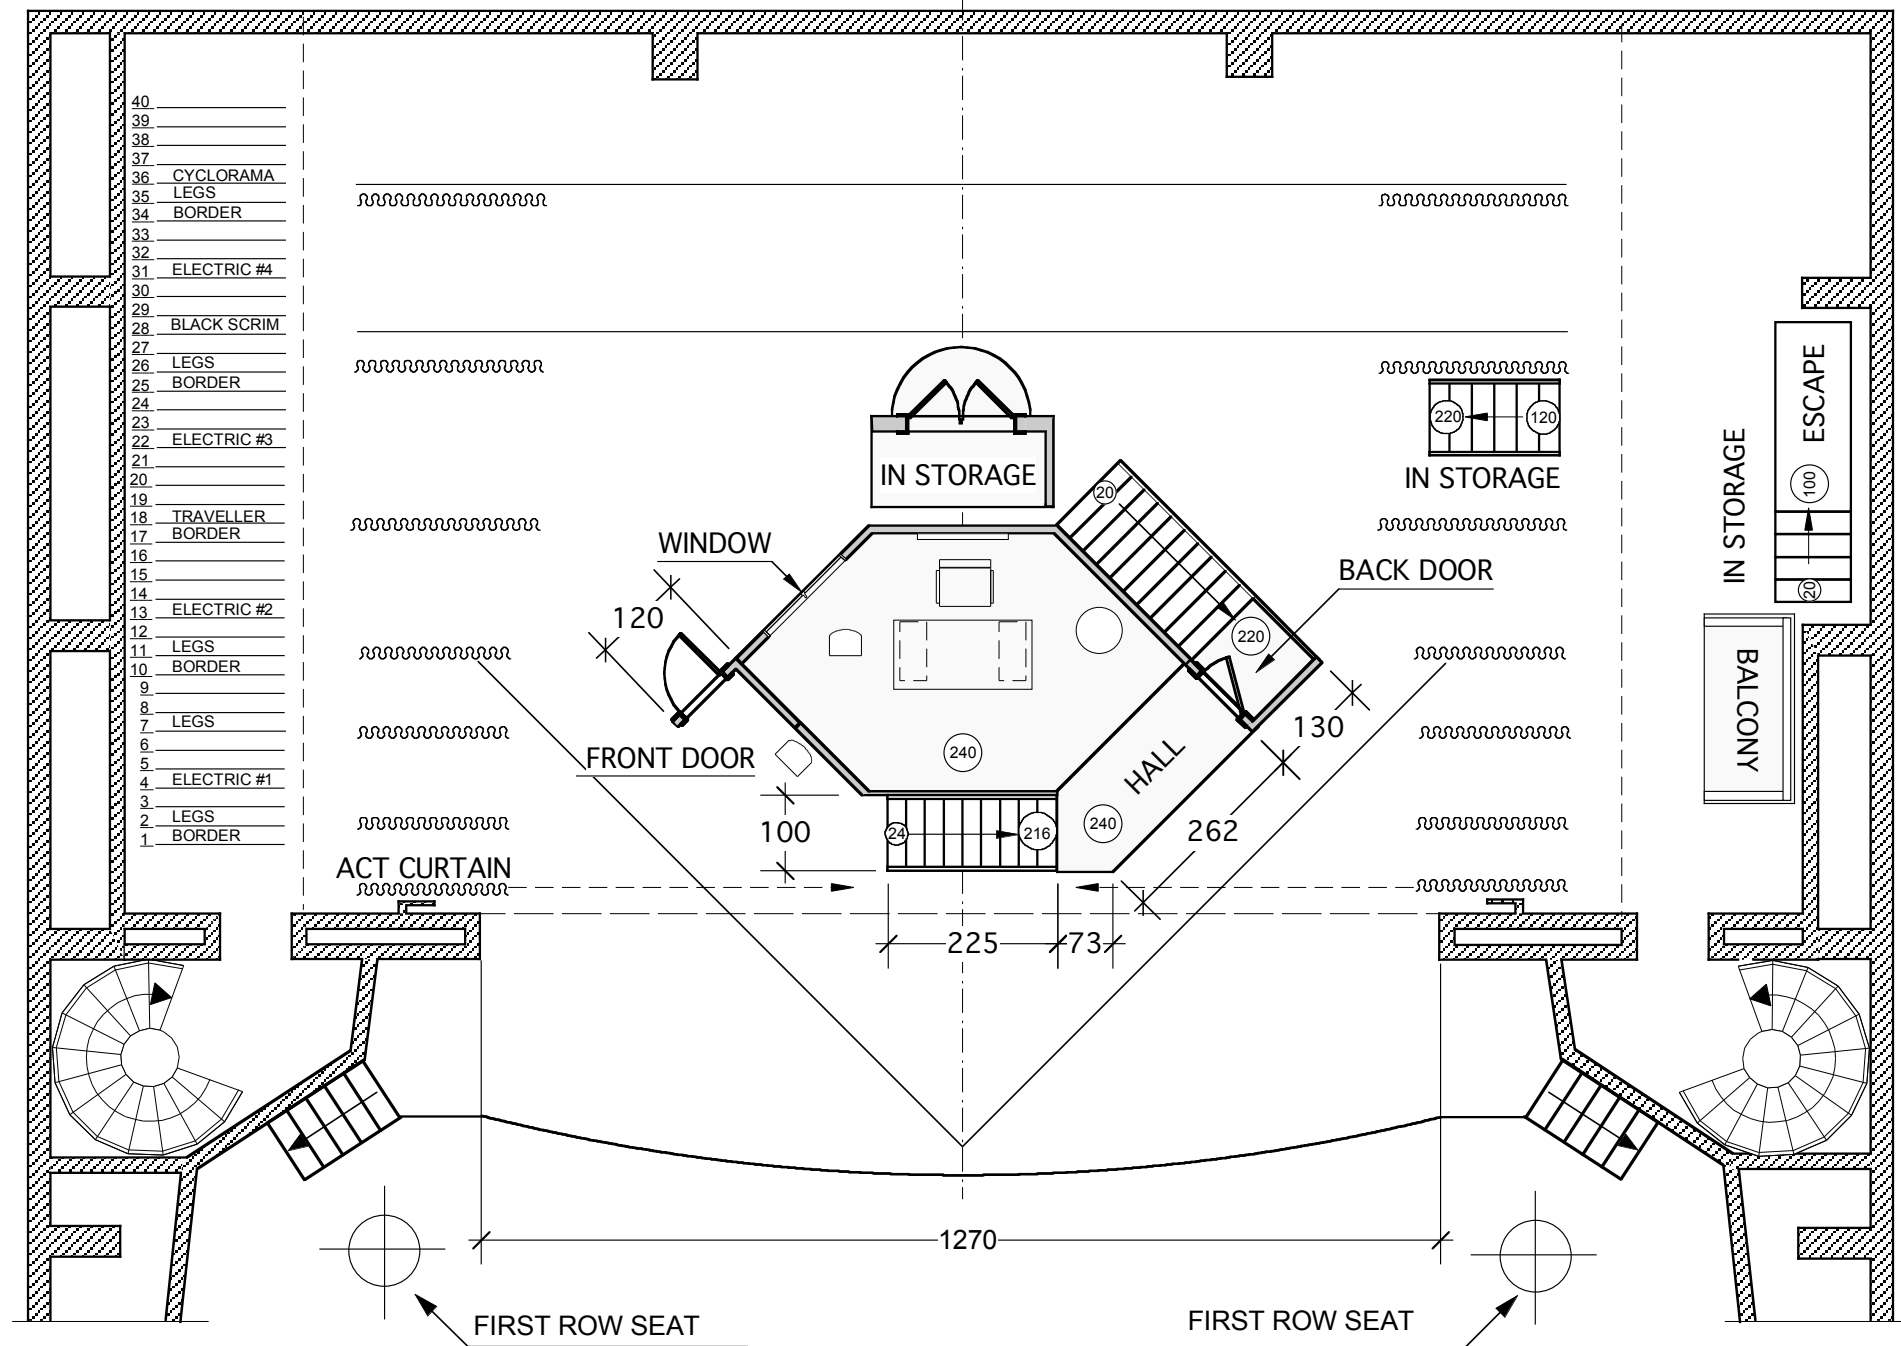 40
39
38
37
36 CYCLORAMA
35 LEGS
34 BORDER
33
32
31 ELECTRIC #4
30
29
28 BLACK SCRIM
27
26 LEGS
25 BORDER
24
23
22 ELECTRIC #3
21
20
19
18 TRAVELLER
17 BORDER
16
15
14
13 ELECTRIC #2
12
11 LEGS
10 BORDER
9
8
7 LEGS
6
5
4 ELECTRIC #1
3
2 LEGS
1 BORDER
ACT CURTAIN
IN STORAGE
WINDOW
120
FRONT DOOR
20
220
BACK DOOR
130
240
HALL
240
262
100
24
216
225
73
220
120
IN STORAGE
IN STORAGE
ESCAPE
100
20
BALCONY
1270
FIRST ROW SEAT
FIRST ROW SEAT